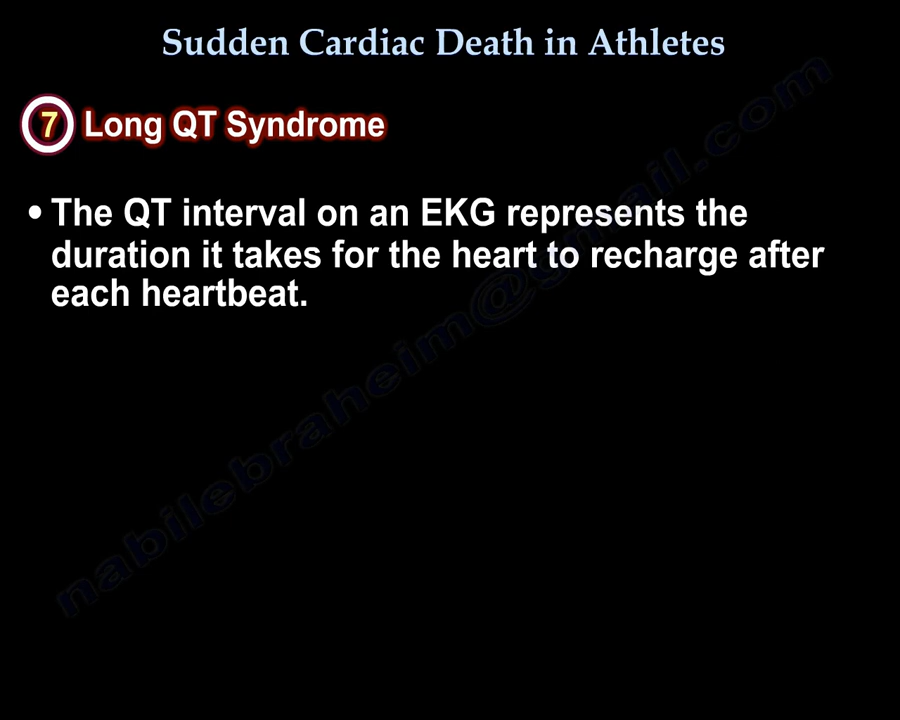 Sudden Cardiac Death in Athletes
7 Long QT Syndrome
• The QT interval on an EKG represents the
duration it takes for the heart to recharge after
each heartbeat.
nabilebraheim@gmail.com